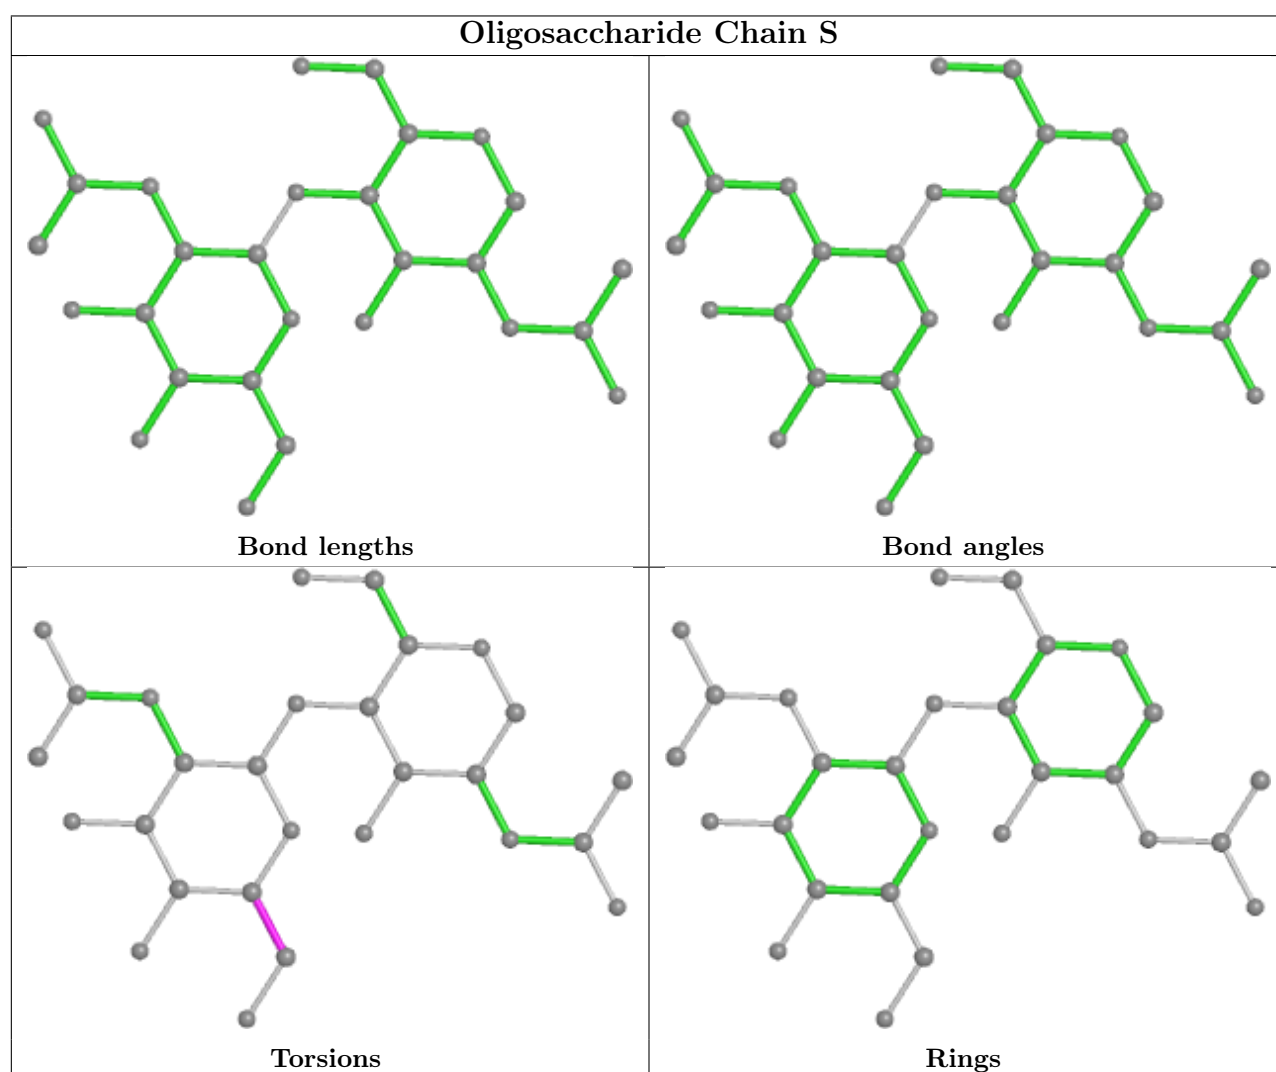 Oligosaccharide Chain S
Bond lengths
Bond angles
Torsions
Rings